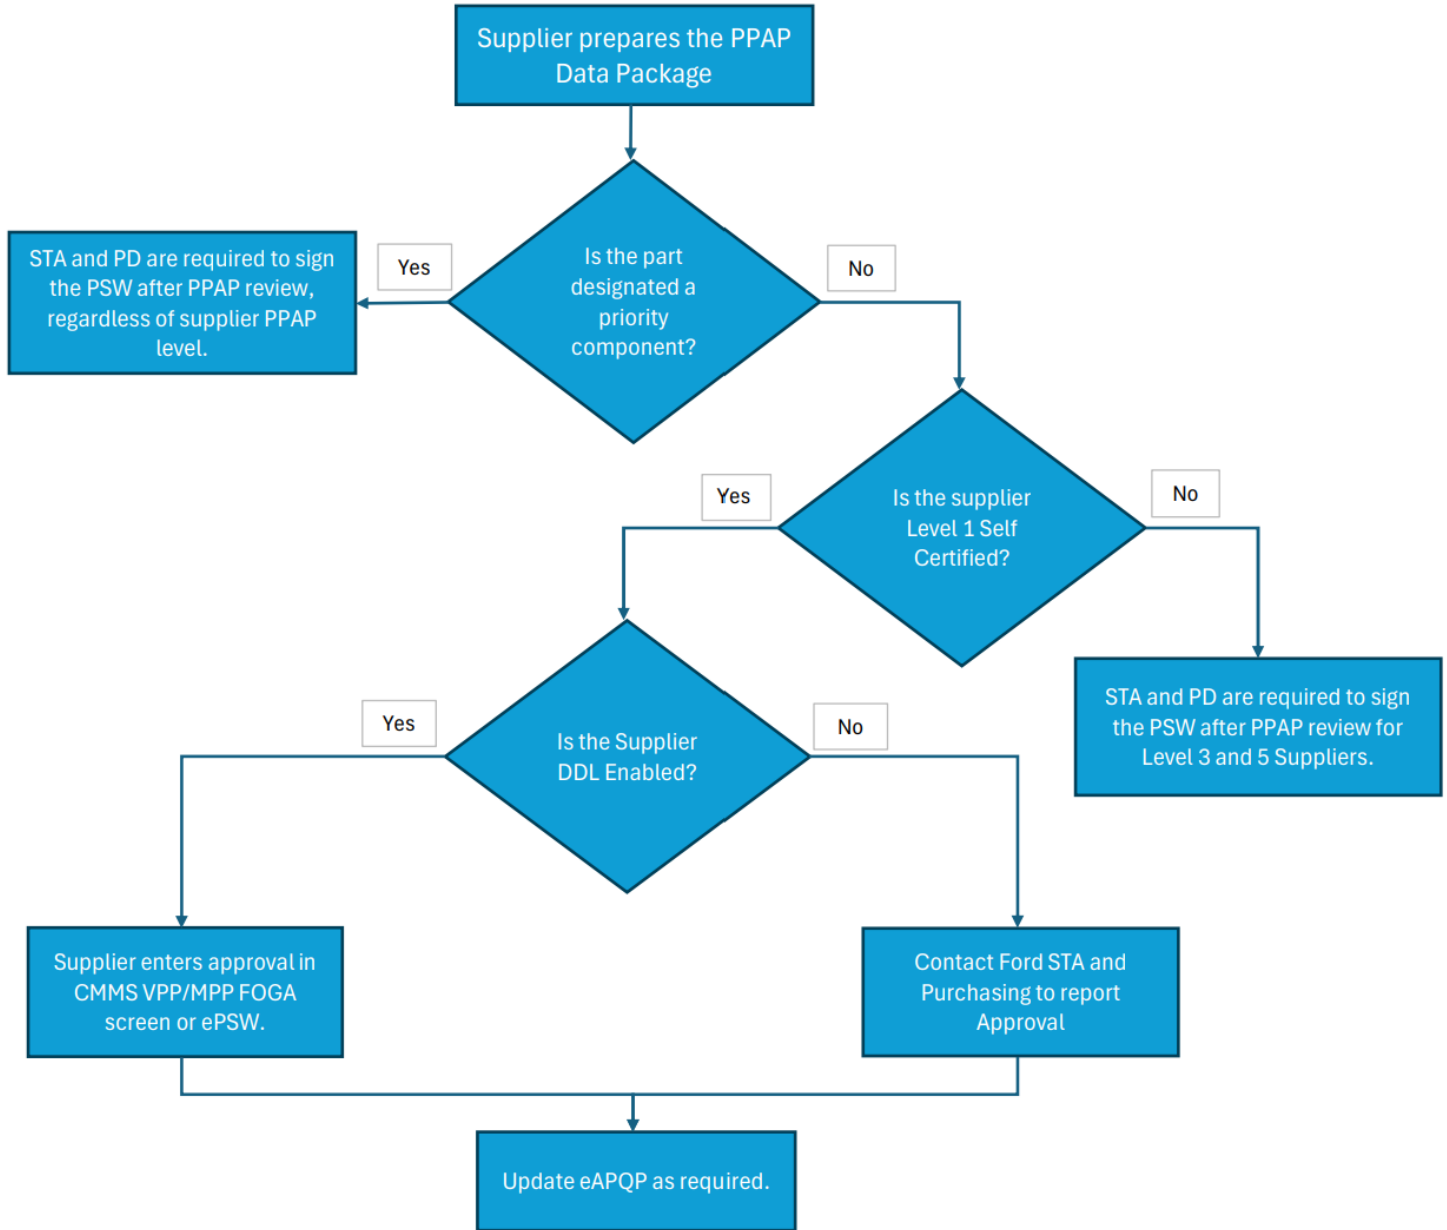 Supplier prepares the PPAP
Data Package
Is the part
designated a
priority
component?
Yes
No
STA and PD are required to sign
the PSW after PPAP review,
regardless of supplier PPAP
level.
Is the supplier
Level 1 Self
Certified?
Yes
No
STA and PD are required to sign
the PSW after PPAP review for
Level 3 and 5 Suppliers.
Is the Supplier
DDL Enabled?
Yes
No
Supplier enters approval in
CMMS VPP/MPP FOGA
screen or ePSW.
Contact Ford STA and
Purchasing to report
Approval
Update eAPQP as required.